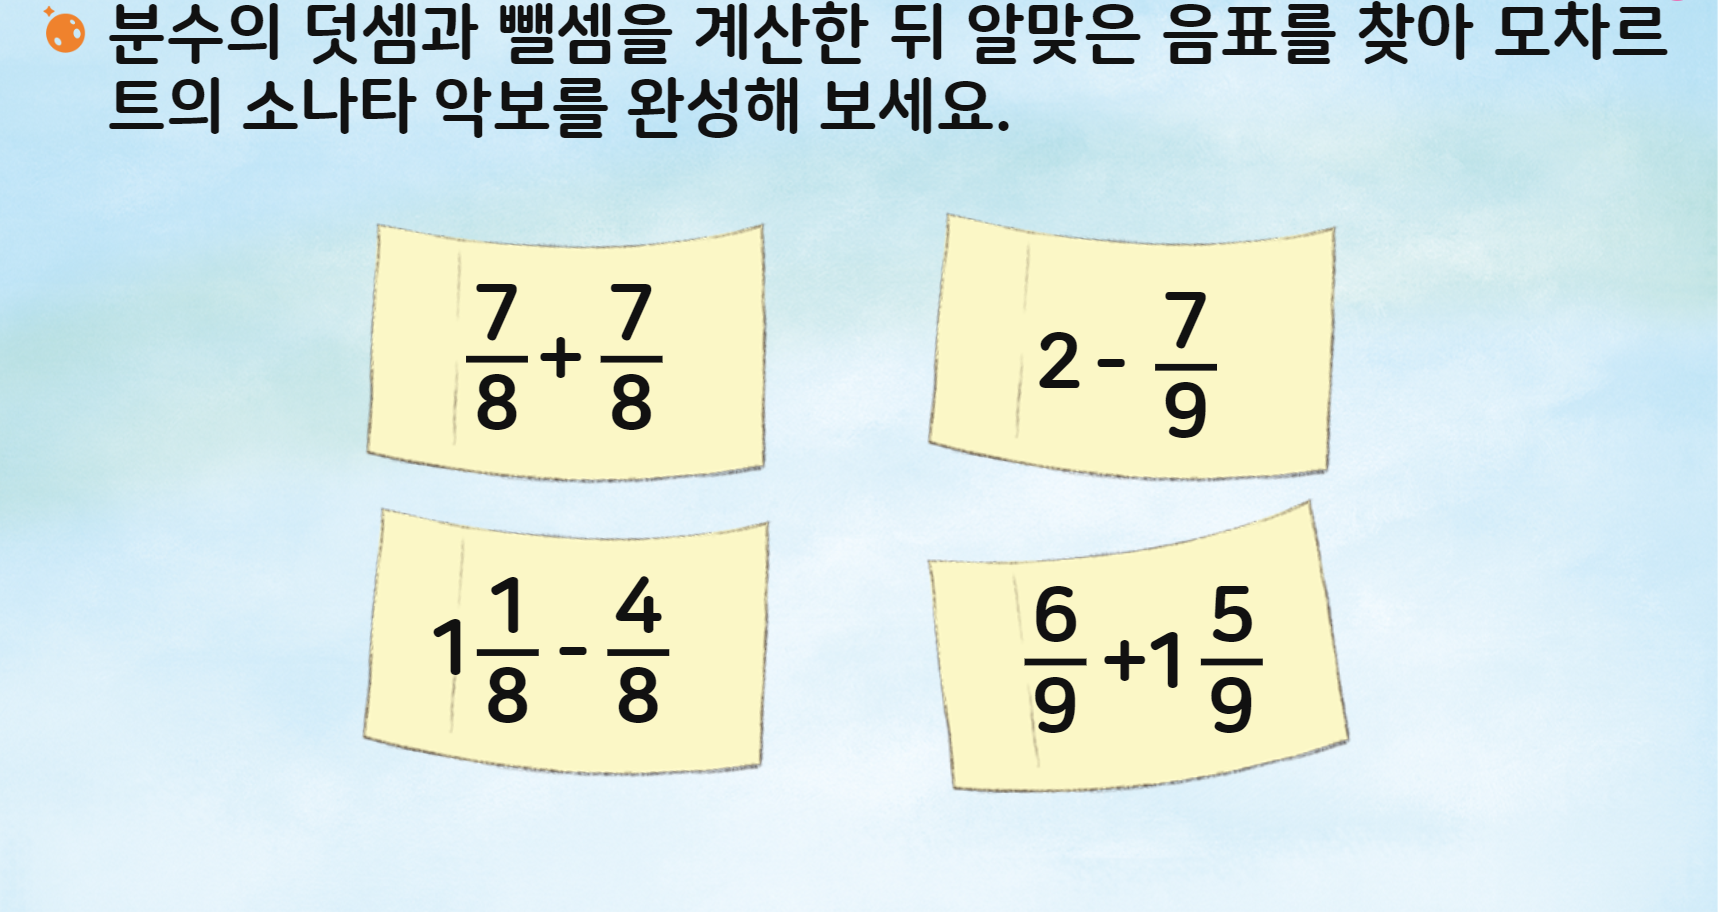 분수의 덧셈과 뺄셈을 계산한 뒤 알맞은 음표를 찾아 모차르
트의 소나타 악보를 완성해 보세요.
7/8 + 7/8
2 - 7/9
1 1/8 - 4/8
6/9 + 1 5/9